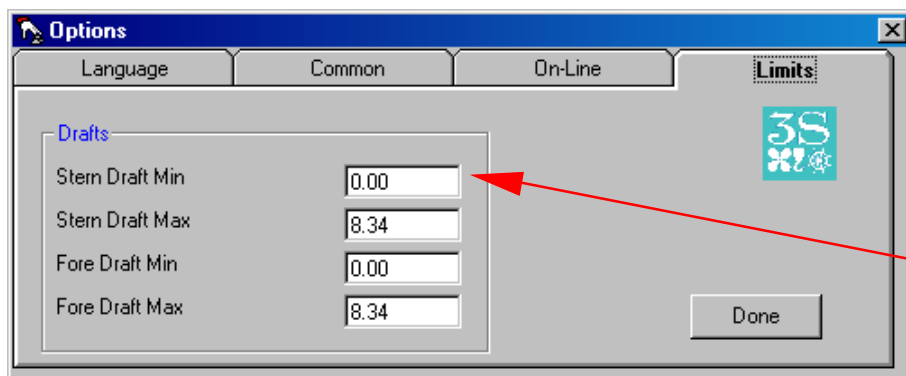 Options
Language Common On-Line Limits
3S
Drafts
Stern Draft Min 0.00
Stern Draft Max 8.34
Fore Draft Min 0.00
Fore Draft Max 8.34
Done